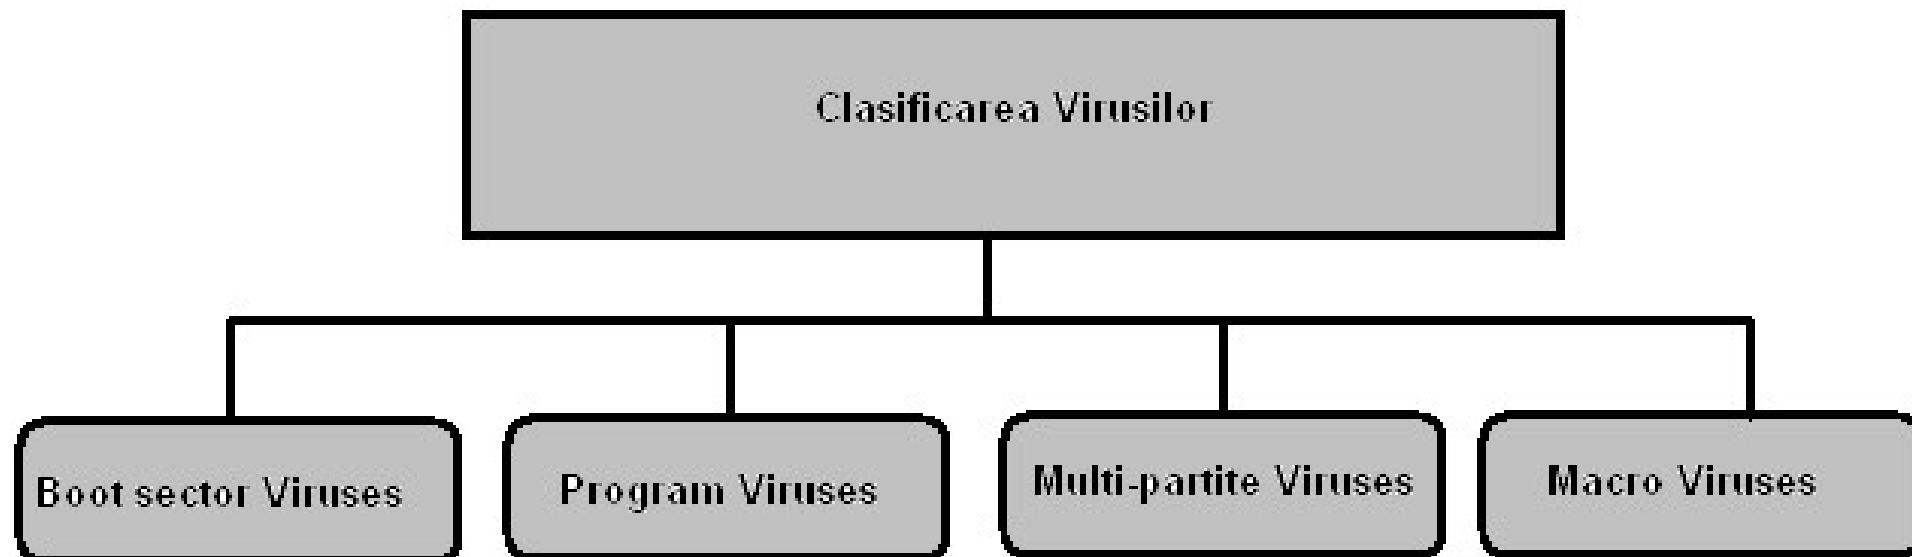 Clasificarea Virusilor
Boot sector Viruses
Program Viruses
Multi-partite Viruses
Macro Viruses